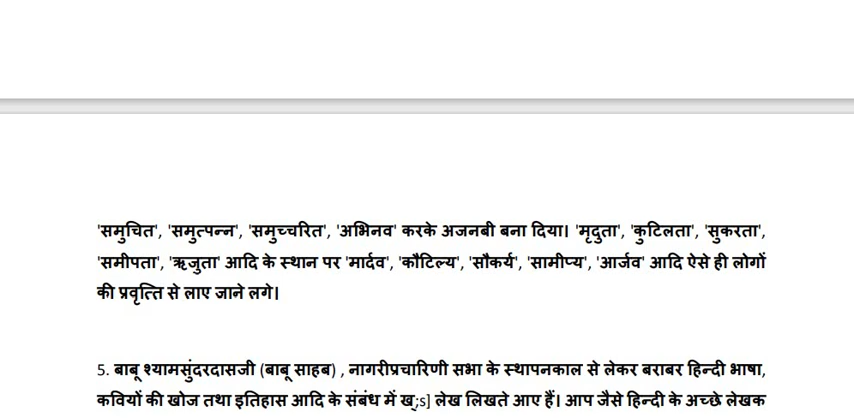 'समुचित', 'समुत्पन्न', 'समुच्चरित', 'अभिनव' करके अजनबी बना दिया। 'मृदुता', 'कुटिलता', 'सुकरता',
'समीपता', 'ऋजुता' आदि के स्थान पर 'मार्दव', 'कौटिल्य', 'सौकर्य', 'सामीप्य', 'आर्जव' आदि ऐसे ही लोगों
की प्रवृत्ति से लाए जाने लगे।
5. बाबू श्यामसुंदरदासजी (बाबू साहब) , नागरीप्रचारिणी सभा के स्थापनकाल से लेकर बराबर हिन्दी भाषा,
कवियों की खोज तथा इतिहास आदि के संबंध में ख;s] लेख लिखते आए हैं। आप जैसे हिन्दी के अच्छे लेखक